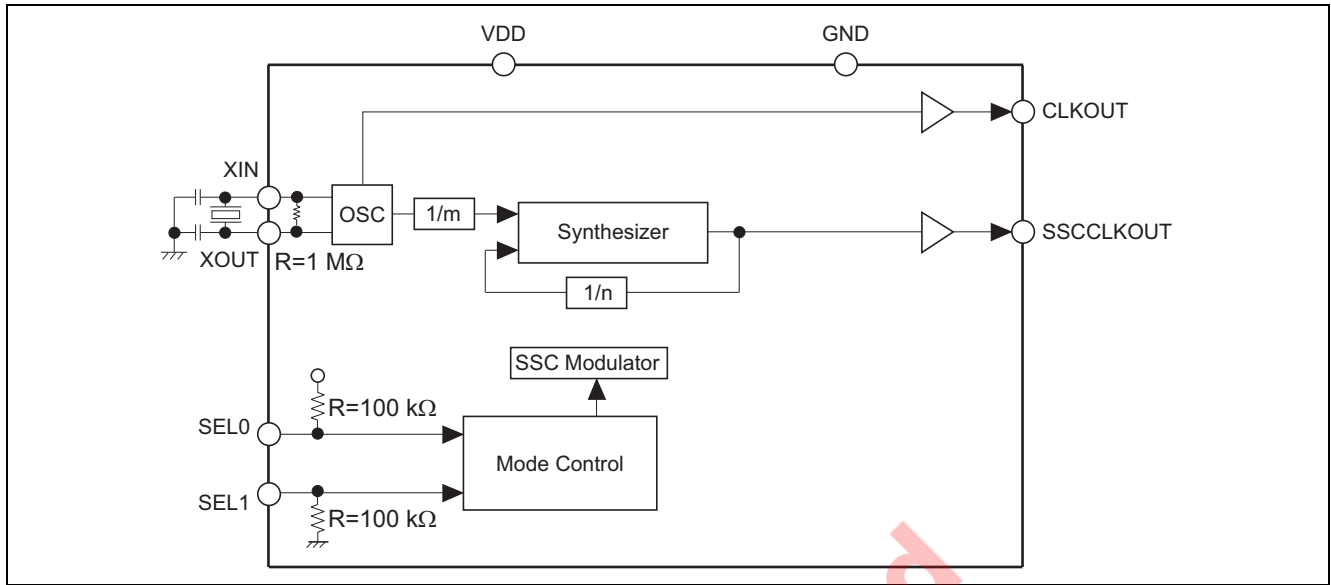 VDD
GND
CLKOUT
XIN
OSC
1/m
Synthesizer
SSCCLKOUT
XOUT
R=1 MΩ
1/n
SSC Modulator
R=100 kΩ
SEL0
Mode Control
SEL1
R=100 kΩ
d